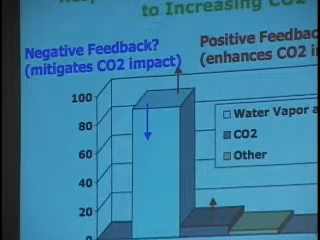 to Increasing CO2
Negative Feedback?
(mitigates CO2 impact)
Positive
(enhances CO2
100
80
60
40
20
0
Water Vapor
CO2
Other